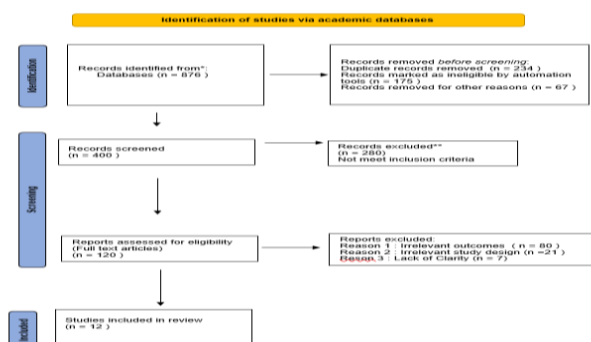 Identification of studies via academic databases
Identification
Records identified from*:
Databases (n = 876 )
Records removed before screening:
Duplicate records removed (n = 234 )
Records marked as ineligible by automation
tools (n = 175 )
Records removed for other reasons (n = 67 )
Screening
Records screened
(n = 400 )
Records excluded**
(n = 280)
Not meet inclusion criteria
Reports assessed for eligibility
(Full text articles)
(n = 120 )
Reports excluded:
Reason 1 : Irrelevant outcomes ( n = 80 )
Reason 2 : Irrelevant study design (n =21 )
Reson 3 : Lack of Clarity (n = 7)
Included
Studies included in review
(n = 12 )